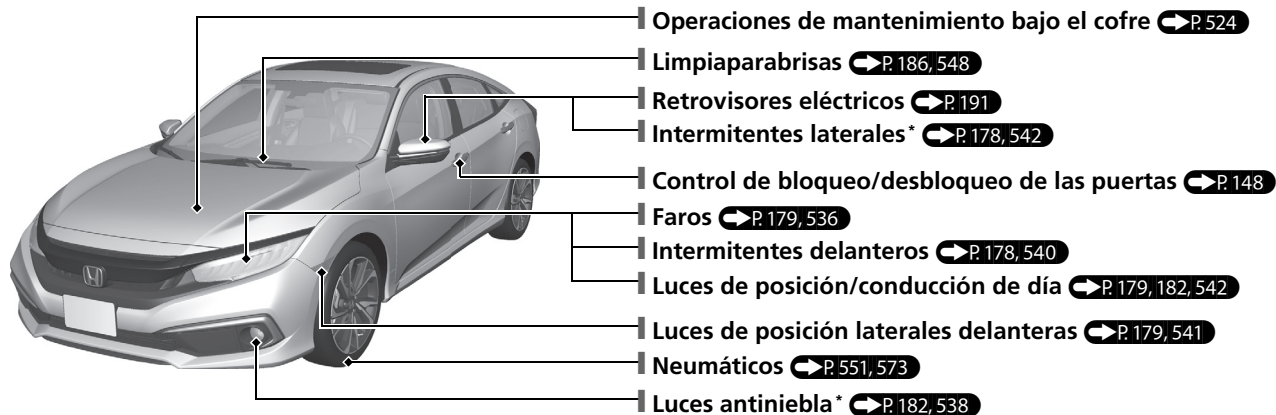 Operaciones de mantenimiento bajo el cofre P. 524
Limpiaparabrisas P. 186, 548
Retrovisores eléctricos P. 191
Intermitentes laterales* P. 178, 542
Control de bloqueo/desbloqueo de las puertas P. 148
Faros P. 179, 536
Intermitentes delanteros P. 178, 540
Luces de posición/conducción de día P. 179, 182, 542
Luces de posición laterales delanteras P. 179, 541
Neumáticos P. 551, 573
Luces antiniebla* P. 182, 538